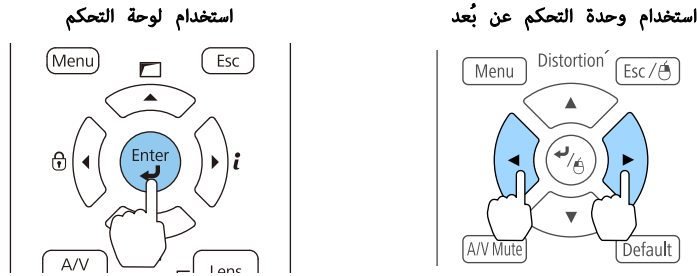 استخدام وحدة التحكم عن بُعد
استخدام لوحة التحكم
Menu
Esc
Enter
i
A/V
Lens
Distortion´
Menu
Esc/
/
A/V Mute
Default